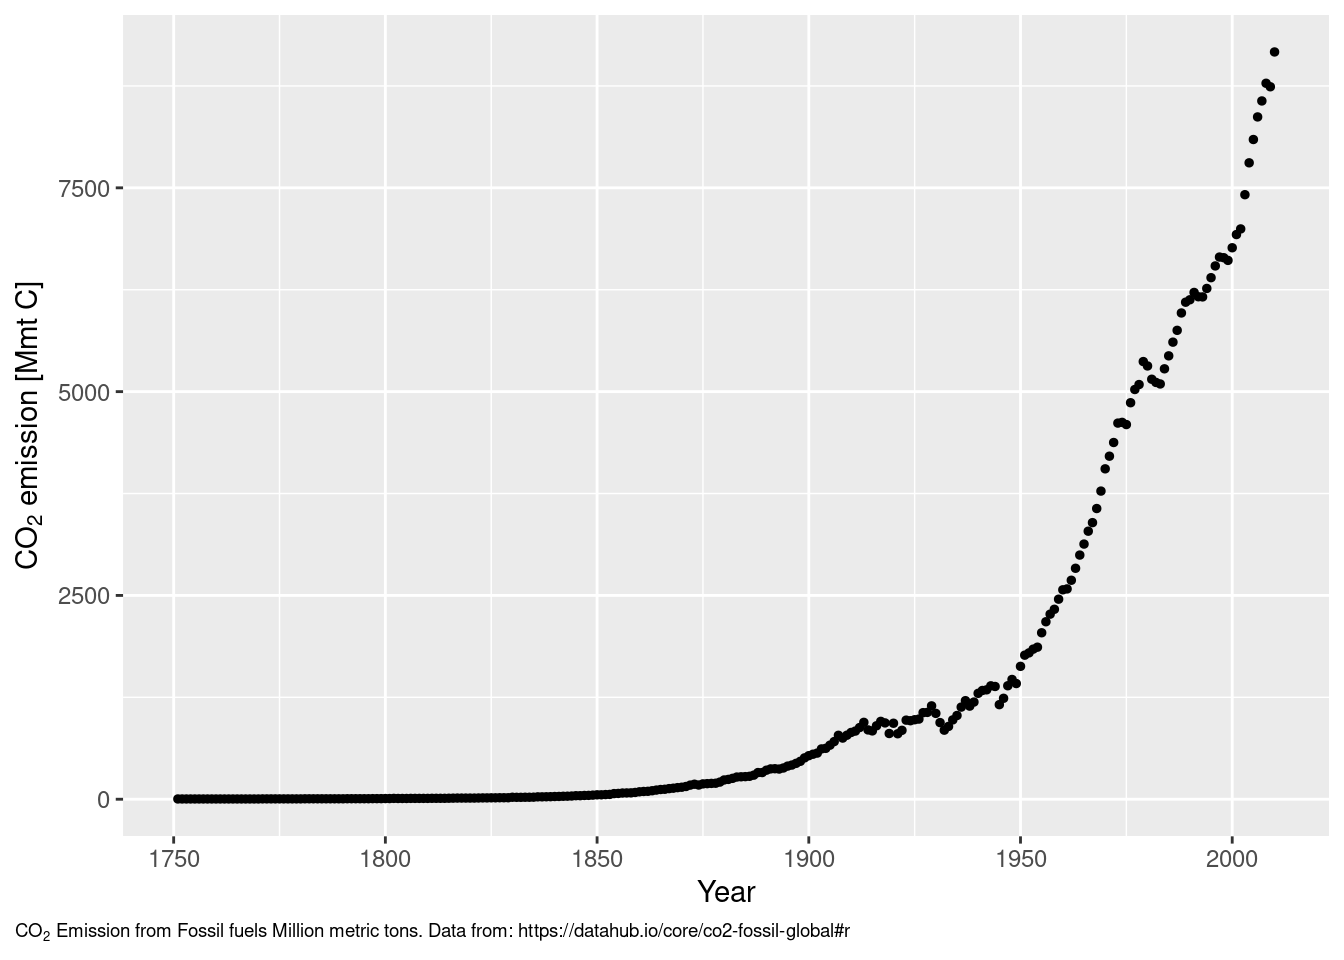 7500
5000
2500
0
CO₂ emission [Mmt C]
1750 1800 1850 1900 1950 2000
Year
CO₂ Emission from Fossil fuels Million metric tons. Data from: https://datahub.io/core/co2-fossil-global#r